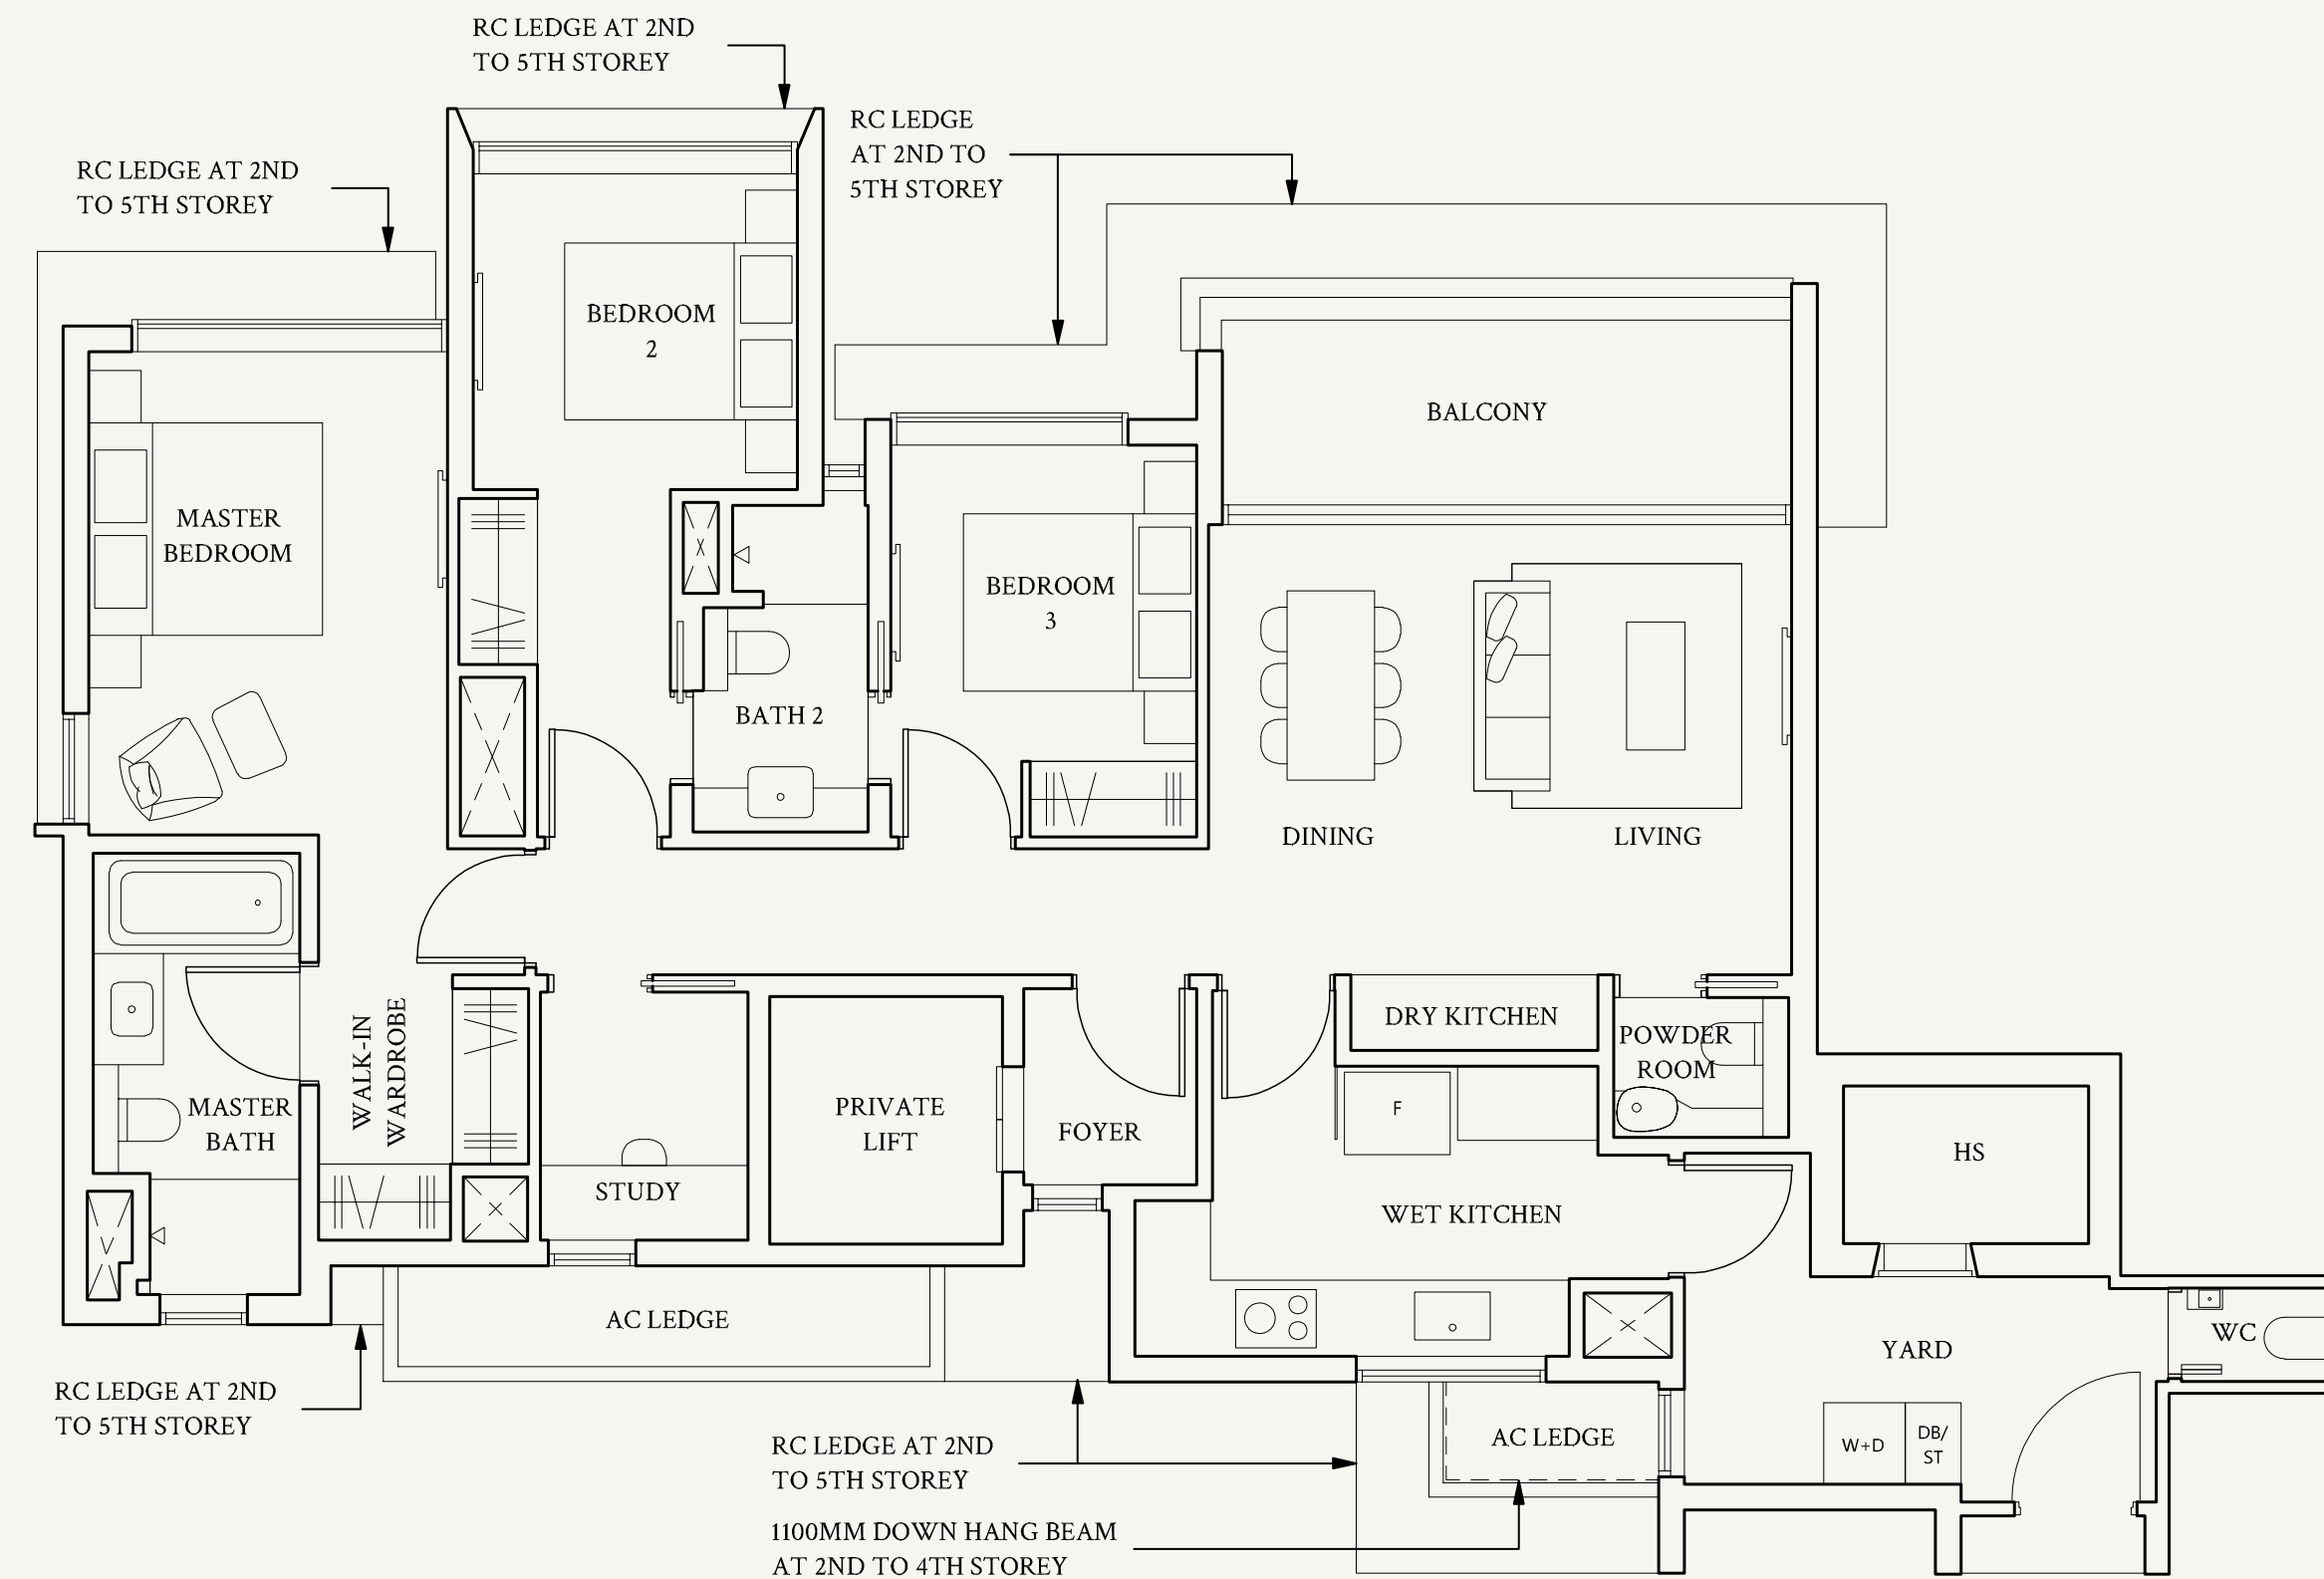 RC LEDGE AT 2ND
TO 5TH STOREY
RC LEDGE
AT 2ND TO
5TH STOREY
RC LEDGE AT 2ND
TO 5TH STOREY
BEDROOM
2
BALCONY
MASTER
BEDROOM
BEDROOM
3
BATH 2
DINING
LIVING
WALK-IN
WARDROBE
MASTER
BATH
STUDY
PRIVATE
LIFT
FOYER
DRY KITCHEN
POWDER
ROOM
F
WET KITCHEN
HS
AC LEDGE
YARD
WC
RC LEDGE AT 2ND
TO 5TH STOREY
AC LEDGE
W+D
DB/
ST
RC LEDGE AT 2ND
TO 5TH STOREY
1100MM DOWN HANG BEAM
AT 2ND TO 4TH STOREY